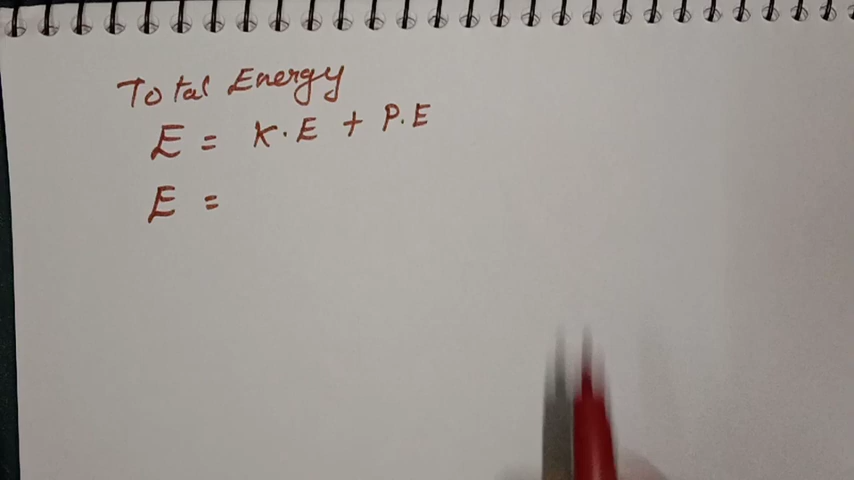 Total Energy
E = K.E + P.E
E =